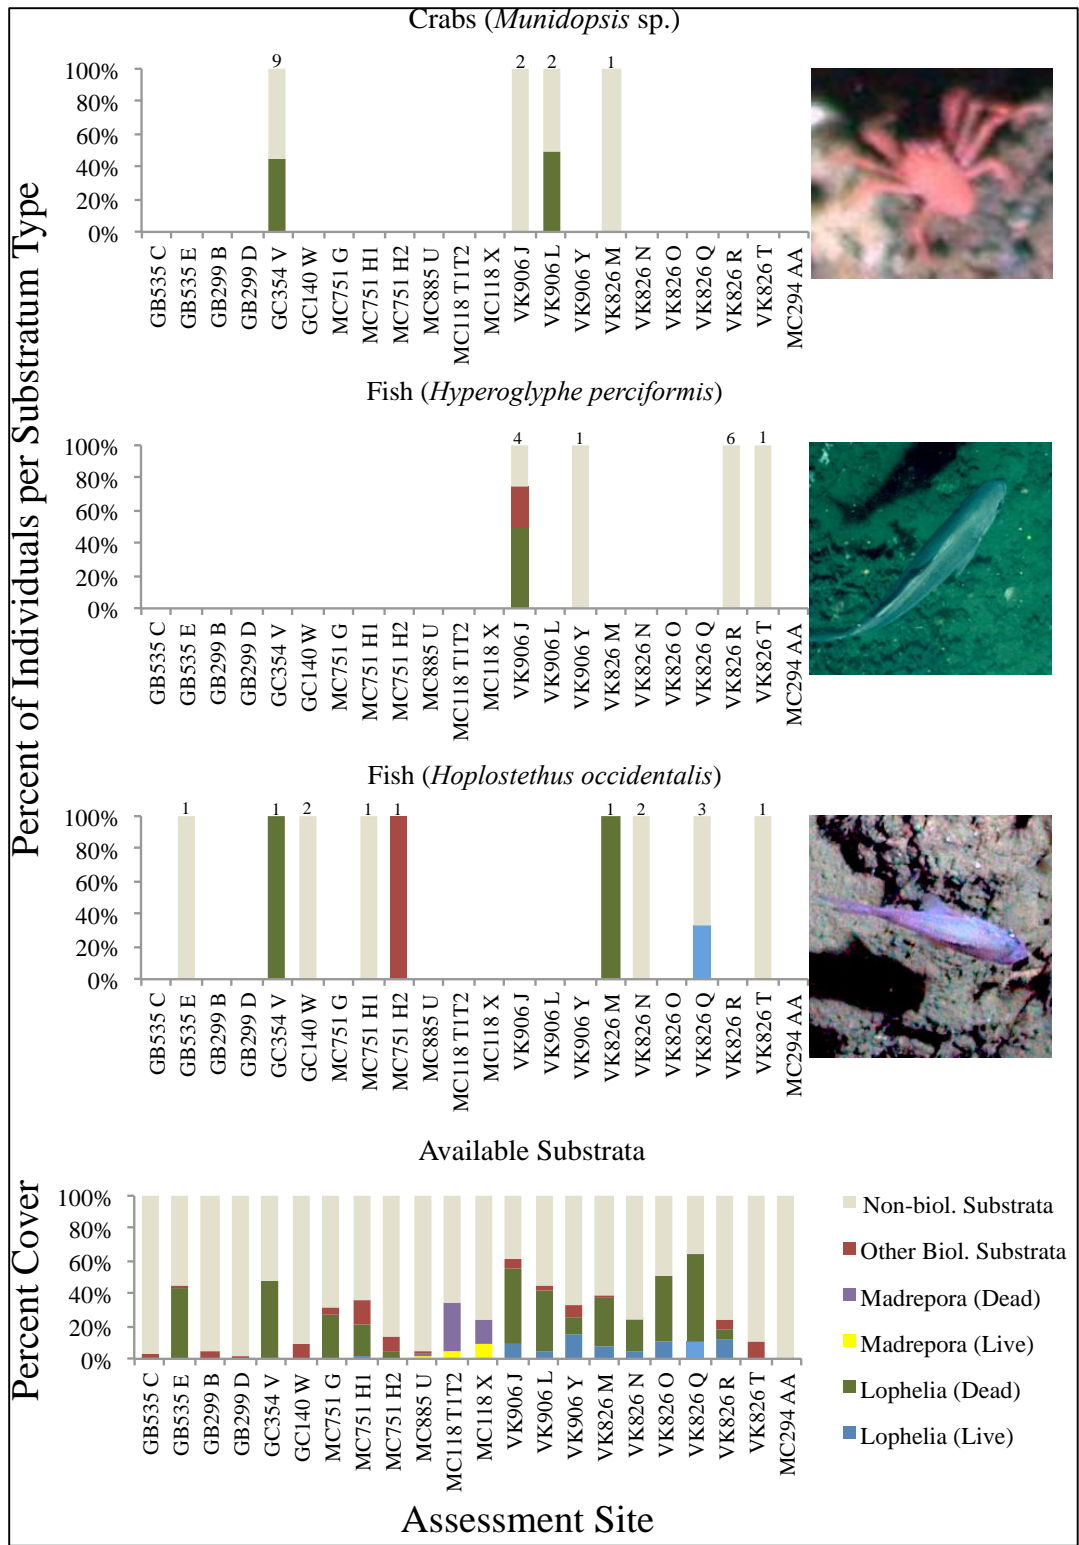 Crabs (Munidopsis sp.)
9 2 2 1
100%
80%
60%
40%
20%
0%
GB535 C
GB535 E
GB299 B
GB299 D
GC354 V
GC140 W
MC751 G
MC751 H1
MC751 H2
MC885 U
MC118 T1T2
MC118 X
VK906 J
VK906 L
VK906 Y
VK826 M
VK826 N
VK826 O
VK826 Q
VK826 R
VK826 T
MC294 AA
Percent of Individuals per Substratum Type
Fish (Hyperoglyphe perciformis)
4 1 6 1
100%
80%
60%
40%
20%
0%
GB535 C
GB535 E
GB299 B
GB299 D
GC354 V
GC140 W
MC751 G
MC751 H1
MC751 H2
MC885 U
MC118 T1T2
MC118 X
VK906 J
VK906 L
VK906 Y
VK826 M
VK826 N
VK826 O
VK826 Q
VK826 R
VK826 T
MC294 AA
Fish (Hoplostethus occidentalis)
1 1 2 1 1 1 2 3 1
100%
80%
60%
40%
20%
0%
GB535 C
GB535 E
GB299 B
GB299 D
GC354 V
GC140 W
MC751 G
MC751 H1
MC751 H2
MC885 U
MC118 T1T2
MC118 X
VK906 J
VK906 L
VK906 Y
VK826 M
VK826 N
VK826 O
VK826 Q
VK826 R
VK826 T
MC294 AA
Available Substrata
Percent Cover
100%
80%
60%
40%
20%
0%
GB535 C
GB535 E
GB299 B
GB299 D
GC354 V
GC140 W
MC751 G
MC751 H1
MC751 H2
MC885 U
MC118 T1T2
MC118 X
VK906 J
VK906 L
VK906 Y
VK826 M
VK826 N
VK826 O
VK826 Q
VK826 R
VK826 T
MC294 AA
Non-biol. Substrata
Other Biol. Substrata
Madrepora (Dead)
Madrepora (Live)
Lophelia (Dead)
Lophelia (Live)
Assessment Site